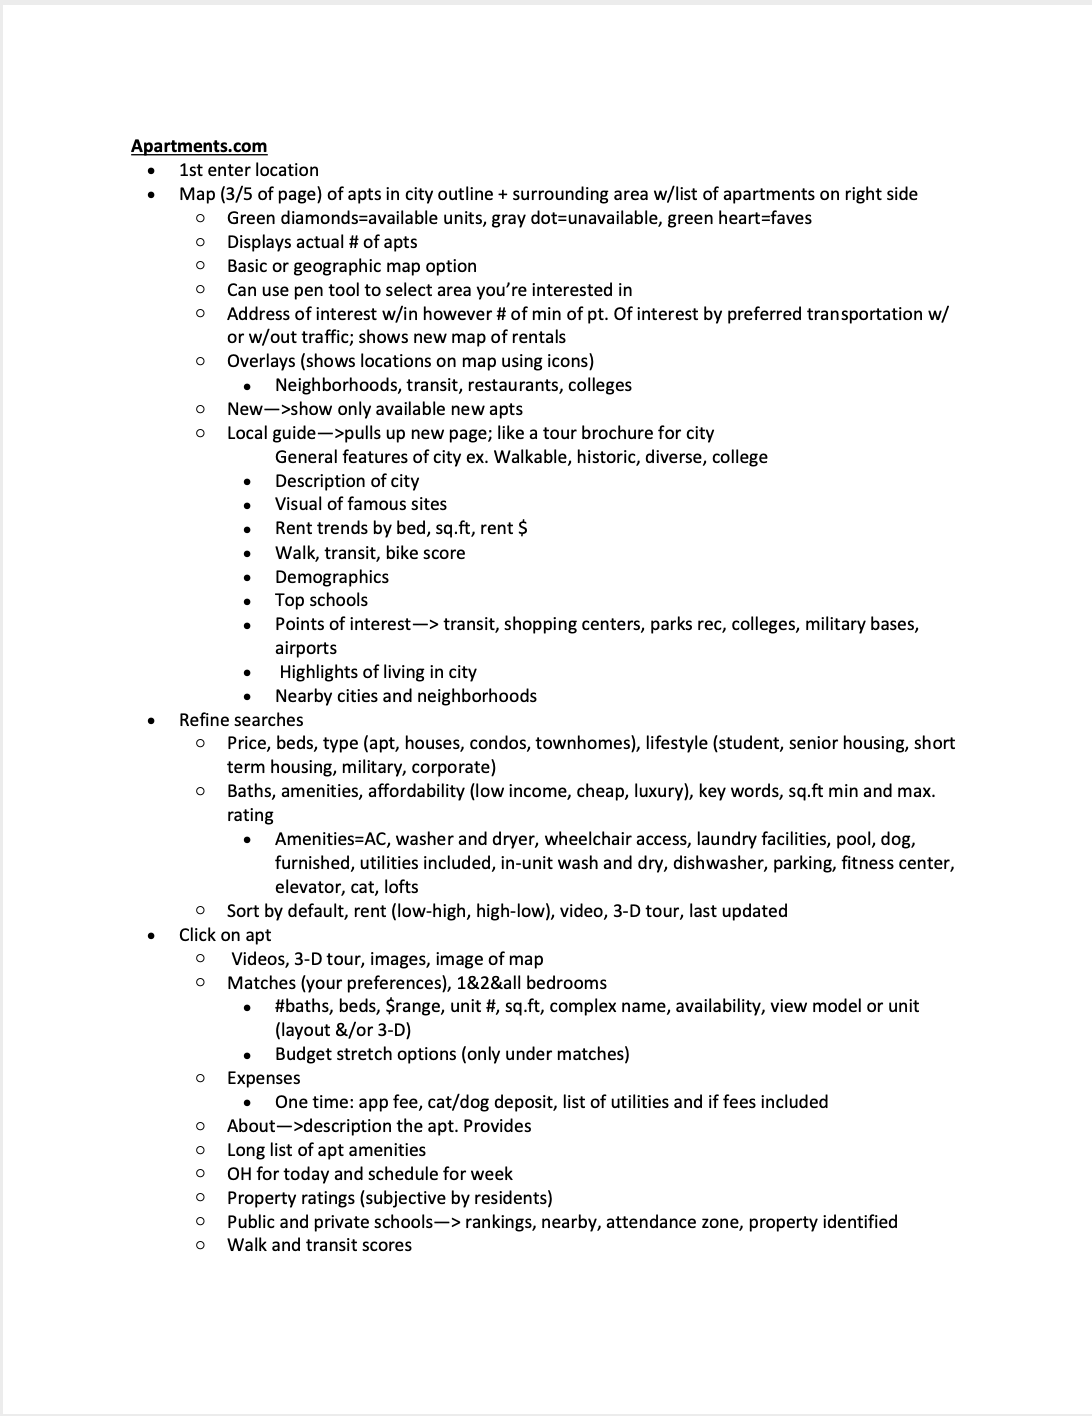 Apartments.com
• 1st enter location
• Map (3/5 of page) of apts in city outline + surrounding area w/list of apartments on right side
○ Green diamonds=available units, gray dot=unavailable, green heart=faves
○ Displays actual # of apts
○ Basic or geographic map option
○ Can use pen tool to select area you’re interested in
○ Address of interest w/in however # of min of pt. Of interest by preferred transportation w/
or w/out traffic; shows new map of rentals
○ Overlays (shows locations on map using icons)
• Neighborhoods, transit, restaurants, colleges
○ New—>show only available new apts
○ Local guide—>pulls up new page; like a tour brochure for city
General features of city ex. Walkable, historic, diverse, college
• Description of city
• Visual of famous sites
• Rent trends by bed, sq.ft, rent $
• Walk, transit, bike score
• Demographics
• Top schools
• Points of interest—> transit, shopping centers, parks rec, colleges, military bases,
airports
• Highlights of living in city
• Nearby cities and neighborhoods
• Refine searches
○ Price, beds, type (apt, houses, condos, townhomes), lifestyle (student, senior housing, short
term housing, military, corporate)
○ Baths, amenities, affordability (low income, cheap, luxury), key words, sq.ft min and max.
rating
• Amenities=AC, washer and dryer, wheelchair access, laundry facilities, pool, dog,
furnished, utilities included, in-unit wash and dry, dishwasher, parking, fitness center,
elevator, cat, lofts
○ Sort by default, rent (low-high, high-low), video, 3-D tour, last updated
• Click on apt
○ Videos, 3-D tour, images, image of map
○ Matches (your preferences), 1&2&all bedrooms
• #baths, beds, $range, unit #, sq.ft, complex name, availability, view model or unit
(layout &/or 3-D)
• Budget stretch options (only under matches)
○ Expenses
• One time: app fee, cat/dog deposit, list of utilities and if fees included
○ About—>description the apt. Provides
○ Long list of apt amenities
○ OH for today and schedule for week
○ Property ratings (subjective by residents)
○ Public and private schools—> rankings, nearby, attendance zone, property identified
○ Walk and transit scores